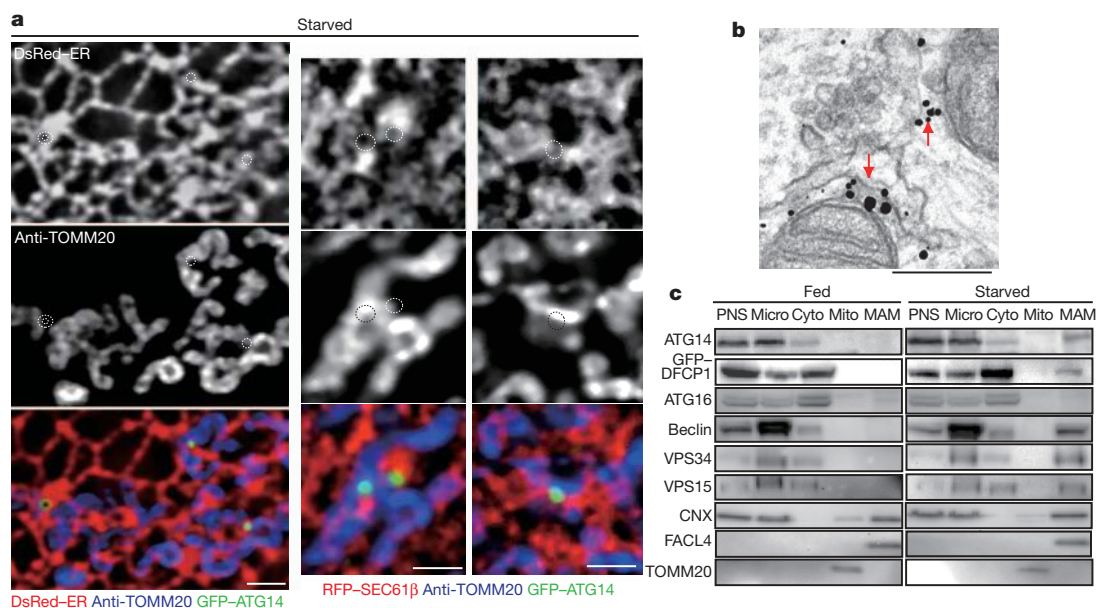 a
Starved
DsRed–ER
Anti-TOMM20
DsRed–ER Anti-TOMM20 GFP–ATG14
RFP–SEC61β Anti-TOMM20 GFP–ATG14
b
c
Fed Starved
PNS Micro Cyto Mito MAM PNS Micro Cyto Mito MAM
ATG14
GFP–
DFCP1
ATG16
Beclin
VPS34
VPS15
CNX
FACL4
TOMM20